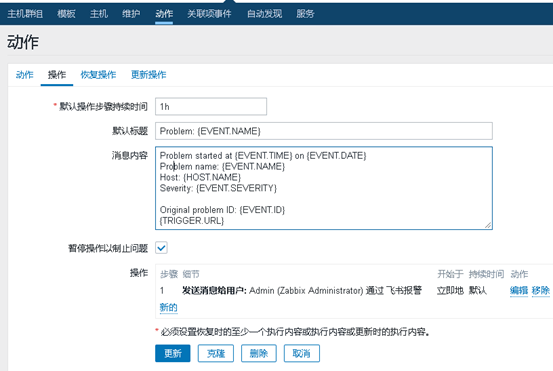 主机群组 模板 主机 维护 动作 关联项事件 自动发现 服务
动作
动作 操作 恢复操作 更新操作
* 默认操作步骤持续时间 1h
默认标题 Problem: {EVENT.NAME}
消息内容 Problem started at {EVENT.TIME} on {EVENT.DATE}
Problem name: {EVENT.NAME}
Host: {HOST.NAME}
Severity: {EVENT.SEVERITY}
Original problem ID: {EVENT.ID}
{TRIGGER.URL}
暂停操作以制止问题
操作 步骤 细节 开始于 持续时间 动作
1 发送消息给用户: Admin (Zabbix Administrator) 通过 飞书报警 立即地 默认 编辑 移除
新的
* 必须设置恢复时的至少一个执行内容或执行内容或更新时的执行内容。
更新 克隆 删除 取消